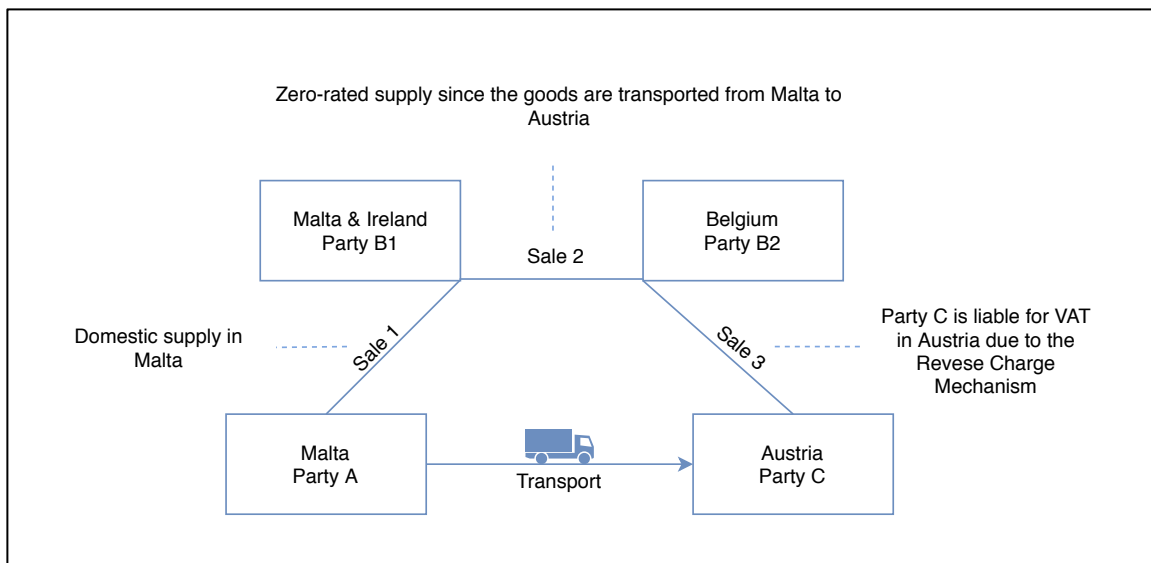 Zero-rated supply since the goods are transported from Malta to
Austria
Malta & Ireland
Party B1
Belgium
Party B2
Sale 2
Domestic supply in
Malta
Sale 1
Sale 3
Party C is liable for VAT
in Austria due to the
Revese Charge
Mechanism
Malta
Party A
Transport
Austria
Party C